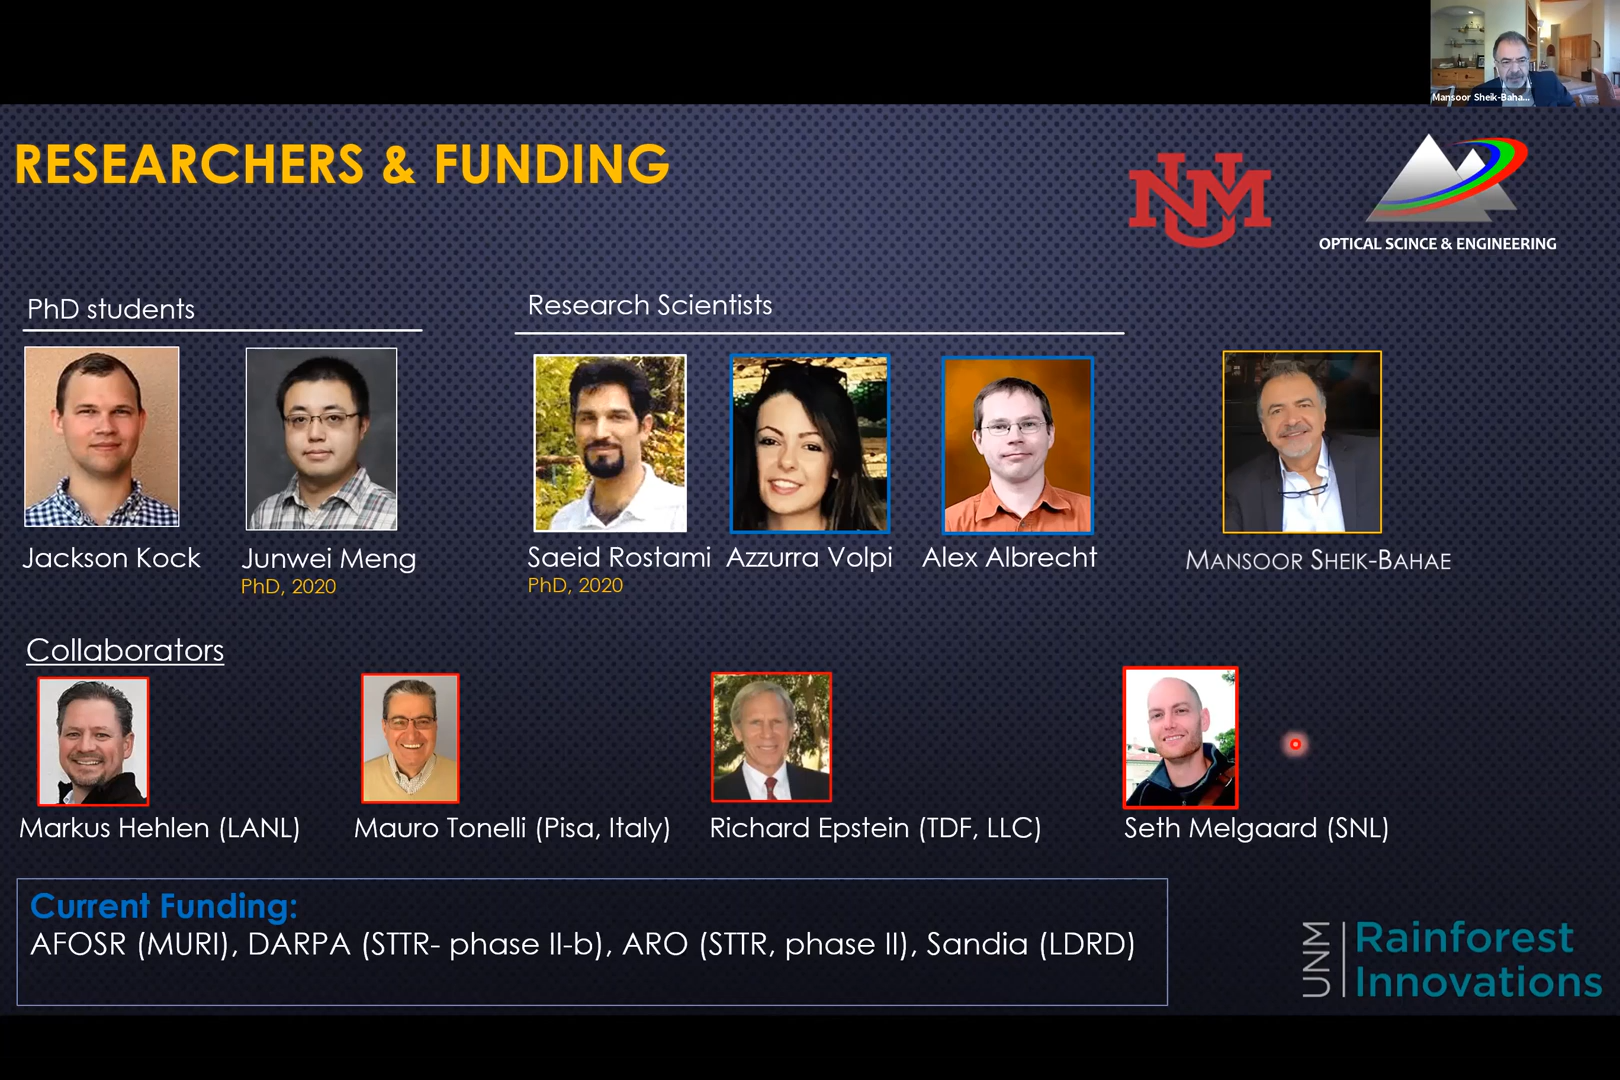 Mansoor Sheik-Baha...
RESEARCHERS & FUNDING
UNM
OPTICAL SCINCE & ENGINEERING
PhD students
Research Scientists
Jackson Kock
Junwei Meng
PhD, 2020
Saeid Rostami
PhD, 2020
Azzurra Volpi
Alex Albrecht
MANSOOR SHEIK-BAHAE
Collaborators
Markus Hehlen (LANL)
Mauro Tonelli (Pisa, Italy)
Richard Epstein (TDF, LLC)
Seth Melgaard (SNL)
Current Funding:
AFOSR (MURI), DARPA (STTR- phase II-b), ARO (STTR, phase II), Sandia (LDRD)
UNM
Rainforest
Innovations